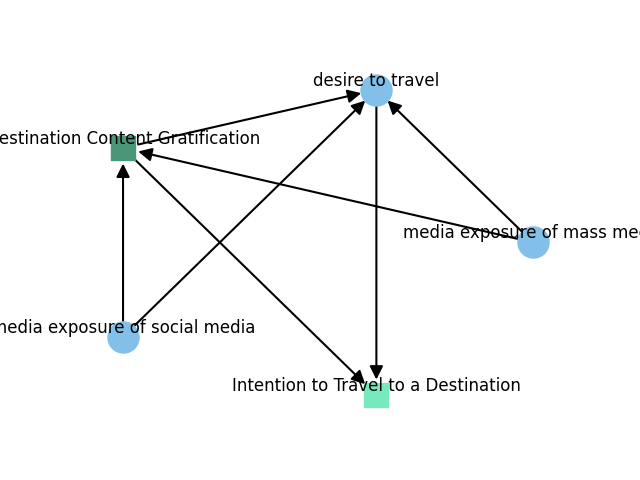 desire to travel
estination Content Gratification
media exposure of mass me
media exposure of social media
Intention to Travel to a Destination